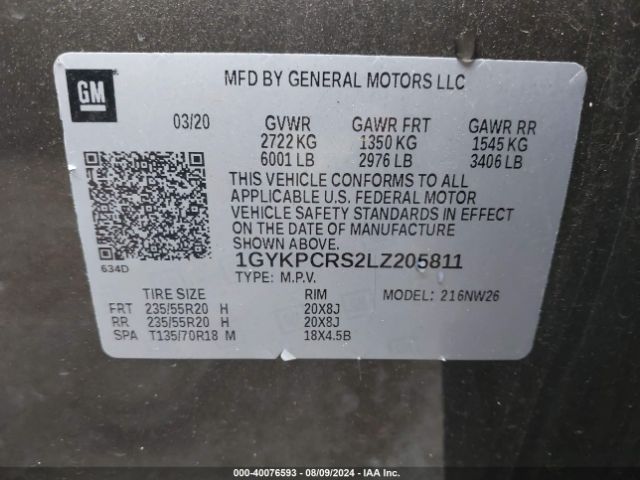 GM
MFD BY GENERAL MOTORS LLC
03/20 GVWR GAWR FRT GAWR RR
2722 KG 1350 KG 1545 KG
6001 LB 2976 LB 3406 LB
THIS VEHICLE CONFORMS TO ALL
APPLICABLE U.S. FEDERAL MOTOR
VEHICLE SAFETY STANDARDS IN EFFECT
ON THE DATE OF MANUFACTURE
SHOWN ABOVE.
634D
1GYKPCRS2LZ205811
TYPE: M.P.V.
TIRE SIZE RIM MODEL: 216NW26
FRT 235/55R20 H 20X8J
RR 235/55R20 H 20X8J
SPA T135/70R18 M 18X4.5B
000-40076593 / 08/09/2024 - IAA Inc.